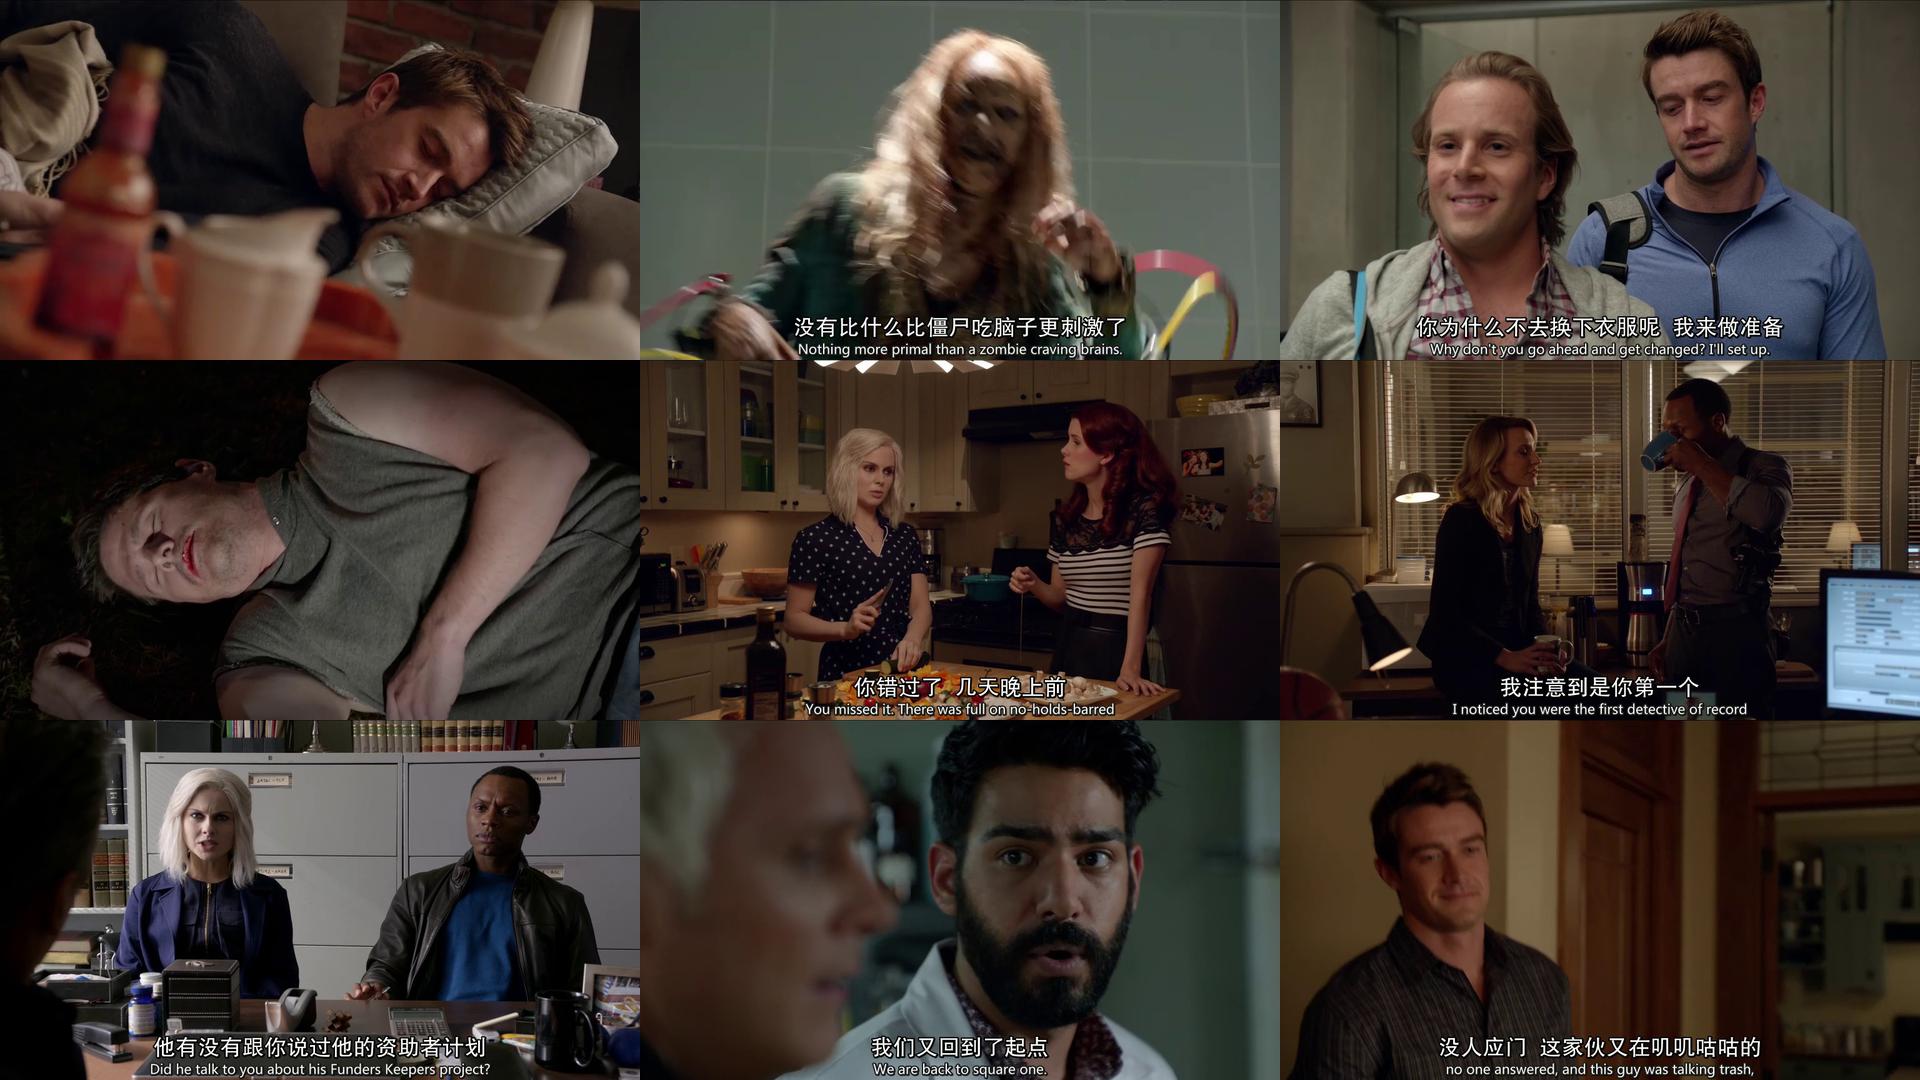 没有比什么比僵尸吃脑子更刺激了
Nothing more primal than a zombie craving brains.
你为什么不去换下衣服呢 我来做准备
Why don't you go ahead and get changed? I'll set up.
你错过了 几天晚上前
You missed it. There was full on no-holds-barred
我注意到是你第一个
I noticed you were the first detective of record
他有没有跟你说过他的资助者计划
Did he talk to you about his Funders Keepers project?
我们又回到了起点
We are back to square one.
没人应门 这家伙又在叽叽咕咕的
no one answered, and this guy was talking trash,